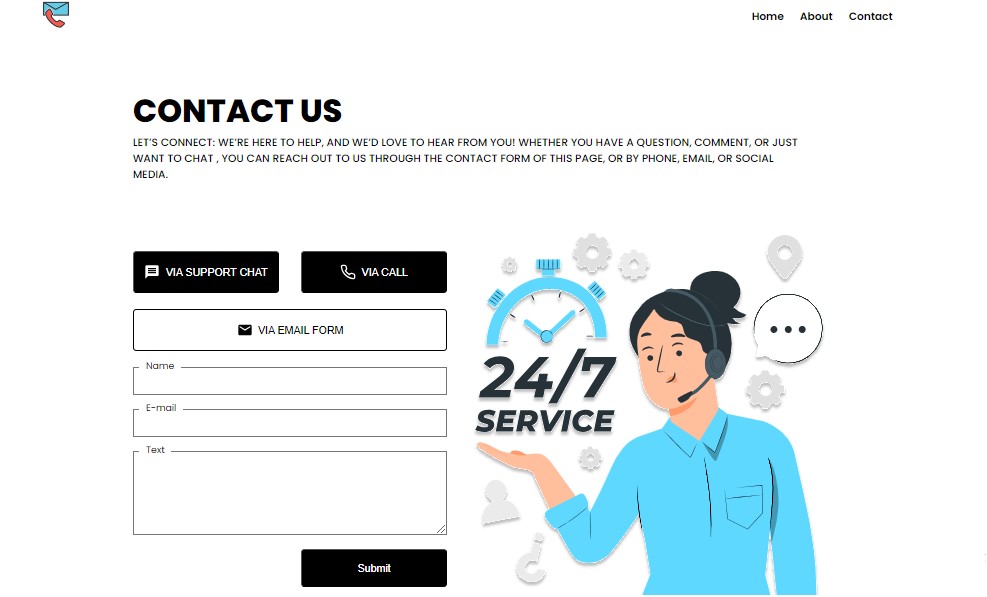 Home About Contact
CONTACT US
LET'S CONNECT: WE'RE HERE TO HELP, AND WE'D LOVE TO HEAR FROM YOU! WHETHER YOU HAVE A QUESTION, COMMENT, OR JUST
WANT TO CHAT , YOU CAN REACH OUT TO US THROUGH THE CONTACT FORM OF THIS PAGE, OR BY PHONE, EMAIL, OR SOCIAL
MEDIA.
VIA SUPPORT CHAT
VIA CALL
VIA EMAIL FORM
Name
E-mail
Text
Submit
24/7
SERVICE